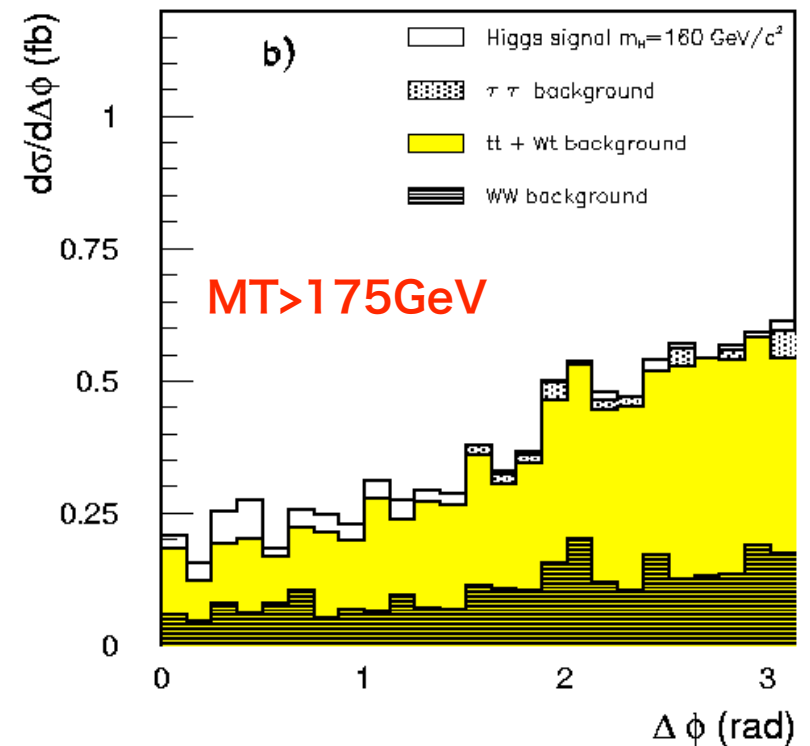 b)
Higgs signal m_H=160 GeV/c²
τ τ background
tt + Wt background
WW background
MT>175GeV
dσ/dΔϕ (fb)
1
0.75
0.5
0.25
0
0 1 2 3
Δ ϕ (rad)